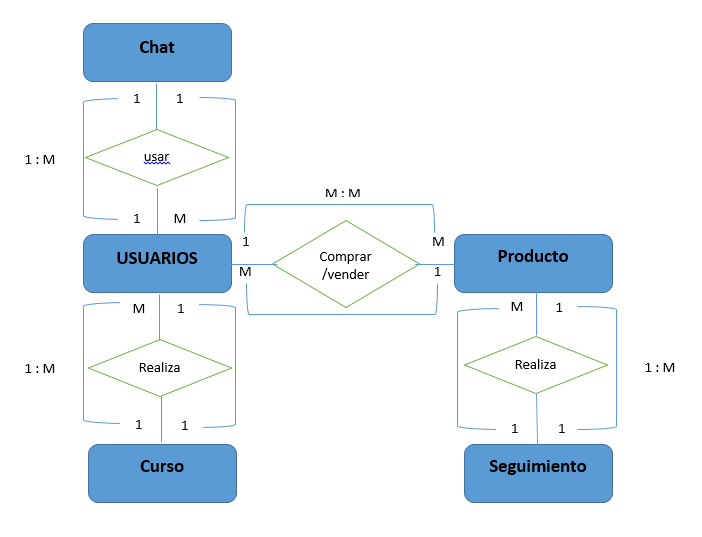 Chat
1 1
1 : M
usar
1 M
M : M
USUARIOS
1
M
Comprar
/vender
M
1
Producto
M 1
1 : M
Realiza
1 1
Curso
M 1
Realiza
1 : M
1 1
Seguimiento